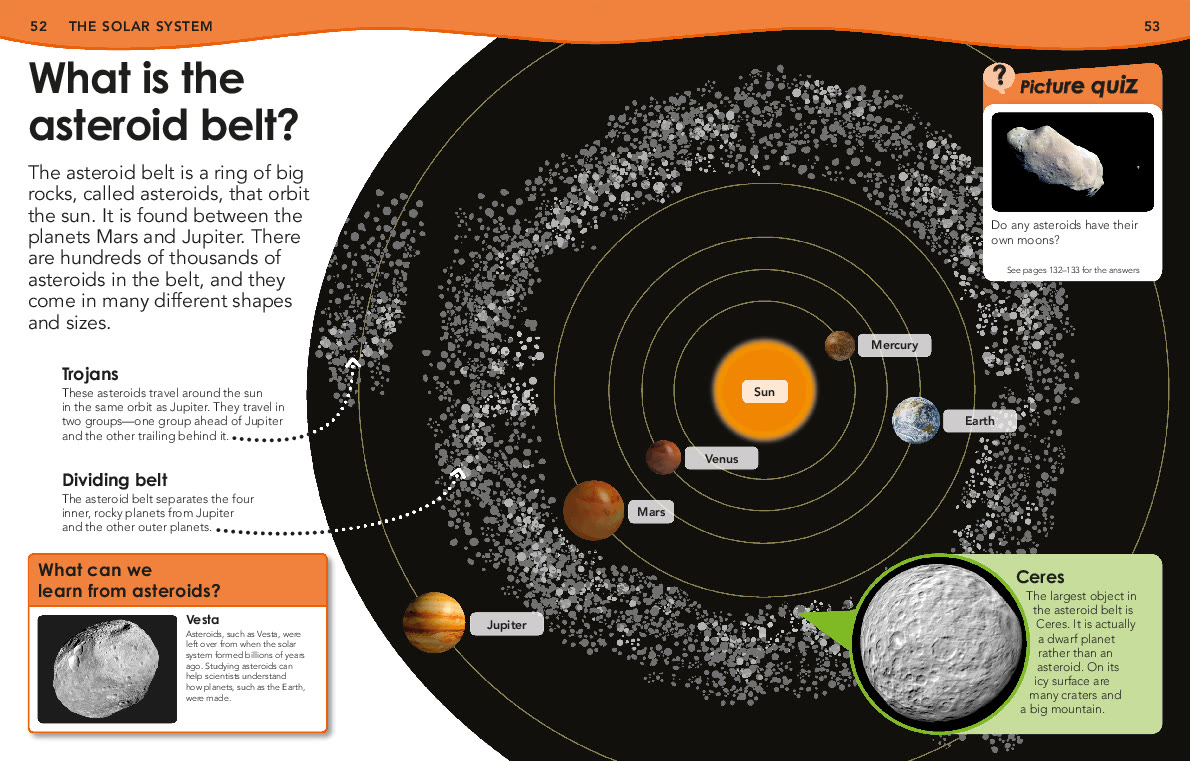 52 THE SOLAR SYSTEM
53
What is the
asteroid belt?
The asteroid belt is a ring of big
rocks, called asteroids, that orbit
the sun. It is found between the
planets Mars and Jupiter. There
are hundreds of thousands of
asteroids in the belt, and they
come in many different shapes
and sizes.
Trojans
These asteroids travel around the sun
in the same orbit as Jupiter. They travel in
two groups—one group ahead of Jupiter
and the other trailing behind it.
Dividing belt
The asteroid belt separates the four
inner, rocky planets from Jupiter
and the other outer planets.
What can we
learn from asteroids?
Vesta
Asteroids, such as Vesta, were
left over from when the solar
system formed billions of years
ago. Studying asteroids can
help scientists understand
how planets, such as the Earth,
were made.
Mercury
Sun
Earth
Venus
Mars
Jupiter
? Picture quiz
Do any asteroids have their
own moons?
See pages 132–133 for the answers
Ceres
The largest object in
the asteroid belt is
Ceres. It is actually
a dwarf planet
rather than an
asteroid. On its
icy surface are
many craters and
a big mountain.